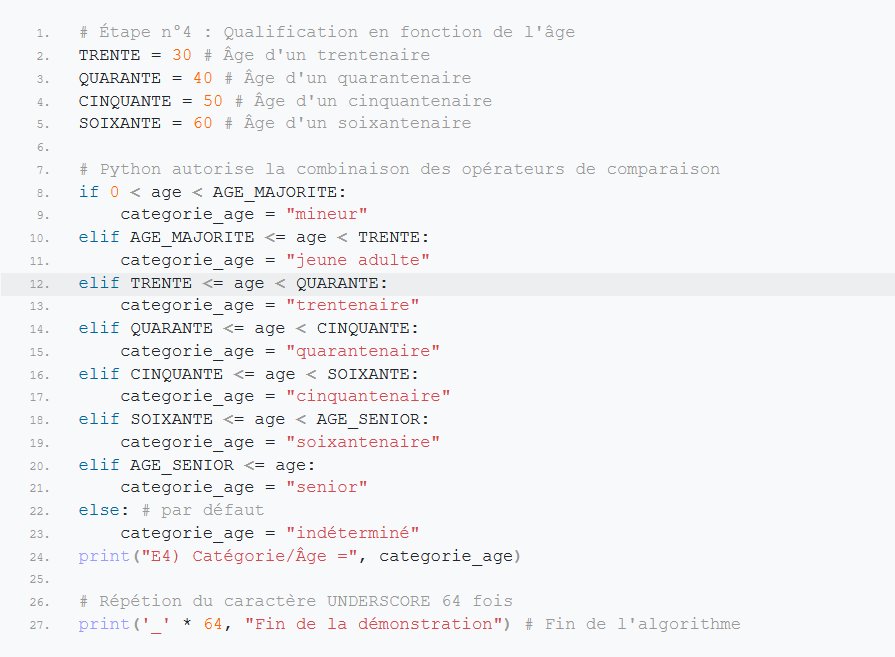 1. # Étape n°4 : Qualification en fonction de l'âge
2. TRENTE = 30 # Âge d'un trentenaire
3. QUARANTE = 40 # Âge d'un quarantenaire
4. CINQUANTE = 50 # Âge d'un cinquantenaire
5. SOIXANTE = 60 # Âge d'un soixantenaire
6.
7. # Python autorise la combinaison des opérateurs de comparaison
8. if 0 < age < AGE_MAJORITE:
9.     categorie_age = "mineur"
10. elif AGE_MAJORITE <= age < TRENTE:
11.     categorie_age = "jeune adulte"
12. elif TRENTE <= age < QUARANTE:
13.     categorie_age = "trentenaire"
14. elif QUARANTE <= age < CINQUANTE:
15.     categorie_age = "quarantenaire"
16. elif CINQUANTE <= age < SOIXANTE:
17.     categorie_age = "cinquantenaire"
18. elif SOIXANTE <= age < AGE_SENIOR:
19.     categorie_age = "soixantenaire"
20. elif AGE_SENIOR <= age:
21.     categorie_age = "senior"
22. else: # par défaut
23.     categorie_age = "indéterminé"
24. print("E4) Catégorie/Âge =", categorie_age)
25.
26. # Répétion du caractère UNDERSCORE 64 fois
27. print('_' * 64, "Fin de la démonstration") # Fin de l'algorithme